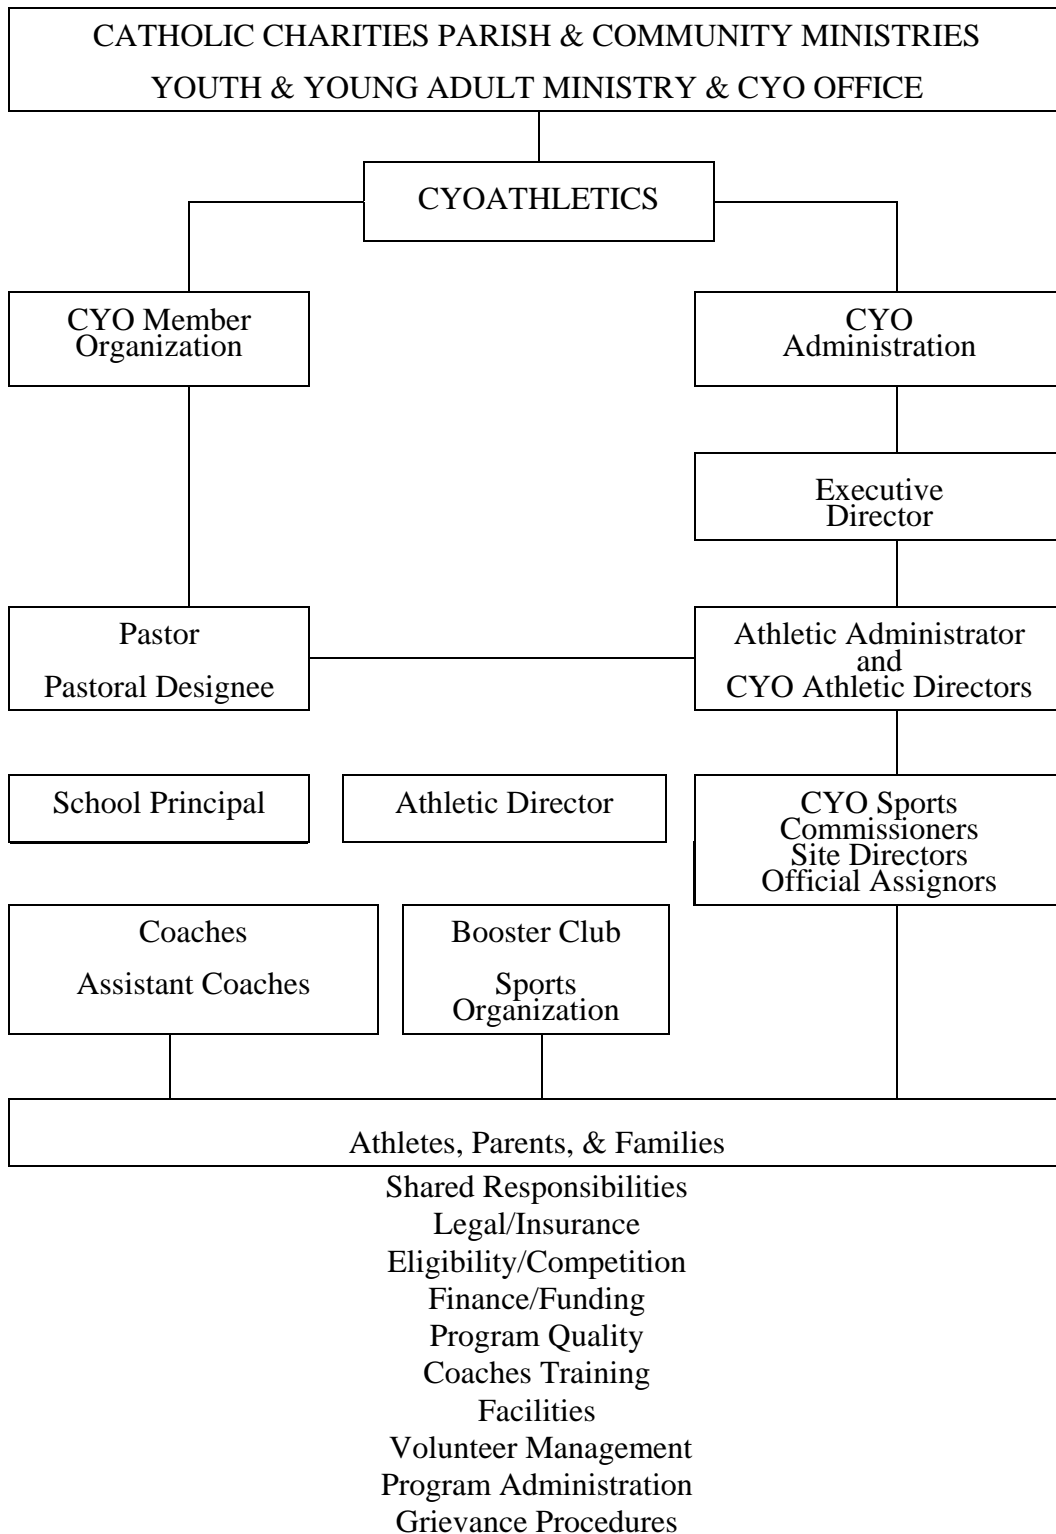 CATHOLIC CHARITIES PARISH & COMMUNITY MINISTRIES
YOUTH & YOUNG ADULT MINISTRY & CYO OFFICE
CYOATHLETICS
CYO Member
Organization
CYO
Administration
Executive
Director
Pastor
Pastoral Designee
Athletic Administrator
and
CYO Athletic Directors
School Principal
Athletic Director
CYO Sports
Commissioners
Site Directors
Official Assignors
Coaches
Assistant Coaches
Booster Club
Sports
Organization
Athletes, Parents, & Families
Shared Responsibilities
Legal/Insurance
Eligibility/Competition
Finance/Funding
Program Quality
Coaches Training
Facilities
Volunteer Management
Program Administration
Grievance Procedures